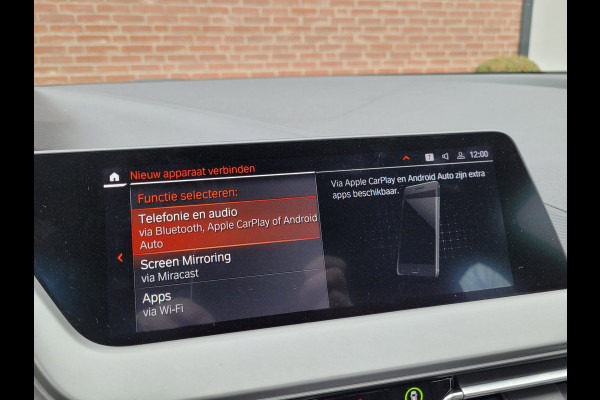 Nieuw apparaat verbinden
12:00
Functie selecteren:
Telefonie en audio
via Bluetooth, Apple CarPlay of Android
Auto
Screen Mirroring
via Miracast
Apps
via Wi-Fi
Via Apple CarPlay en Android Auto zijn extra
apps beschikbaar.